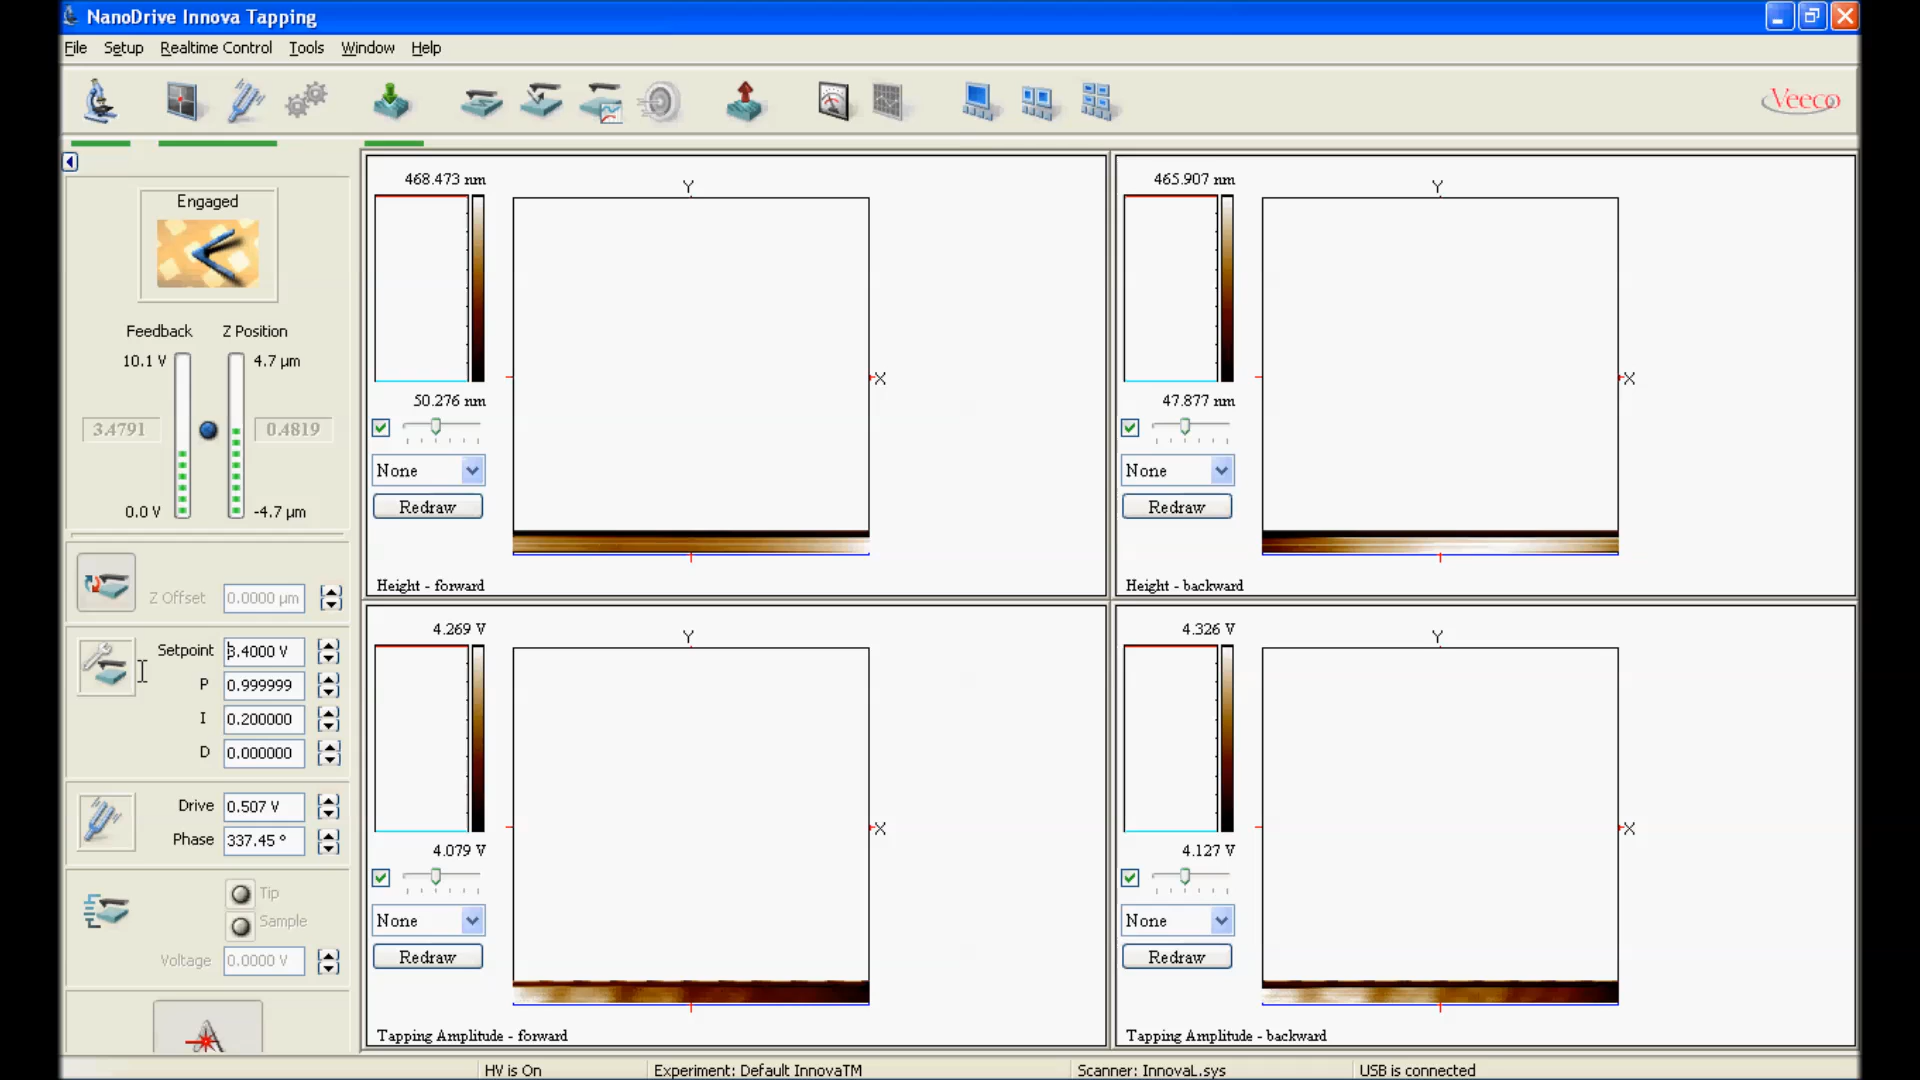 NanoDrive Innova Tapping
File Setup Realtime Control Tools Window Help
Veeco
Engaged
Feedback Z Position
10.1 V 4.7 µm
3.4791 0.4819
0.0 V -4.7 µm
Z Offset 0.0000 µm
Setpoint 3.4000 V
P 0.999999
I 0.200000
D 0.000000
Drive 0.507 V
Phase 337.45 °
Tip
Sample
Voltage 0.0000 V
468.473 nm
Y
X
50.276 nm
None
Redraw
Height - forward
465.907 nm
Y
X
47.877 nm
None
Redraw
Height - backward
4.269 V
Y
X
4.079 V
None
Redraw
Tapping Amplitude - forward
4.326 V
Y
X
4.127 V
None
Redraw
Tapping Amplitude - backward
HV is On Experiment: Default InnovaTM Scanner: InnovaL.sys USB is connected